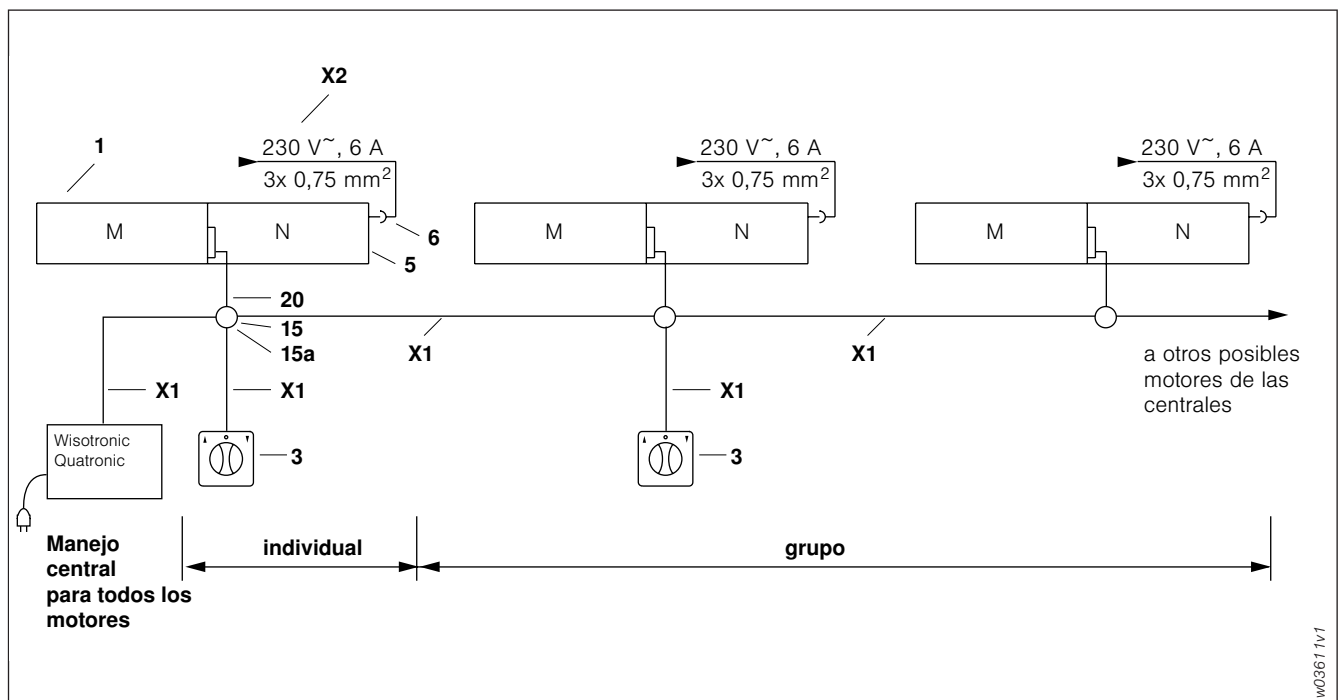 X2
1
230 V~, 6 A
3x 0,75 mm²
230 V~, 6 A
3x 0,75 mm²
230 V~, 6 A
3x 0,75 mm²
M
N
M
N
M
N
6
5
20
15
15a
X1
X1
X1
X1
X1
a otros posibles
motores de las
centrales
Wisotronic
Quatronic
3
3
Manejo
central
para todos los
motores
individual
grupo
w03611v1